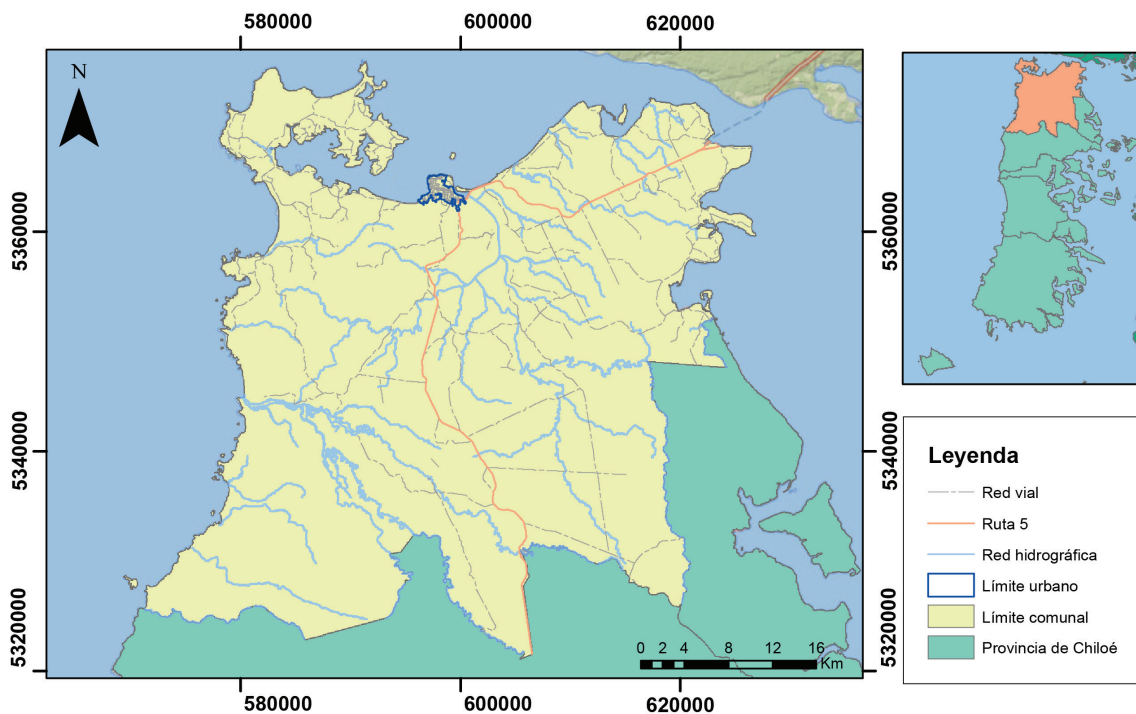 580000 600000 620000
N
5360000 5360000
5340000 5340000
5320000 5320000
0 2 4 8 12 16
Km
580000 600000 620000
Leyenda
Red vial
Ruta 5
Red hidrográfica
Límite urbano
Límite comunal
Provincia de Chiloé